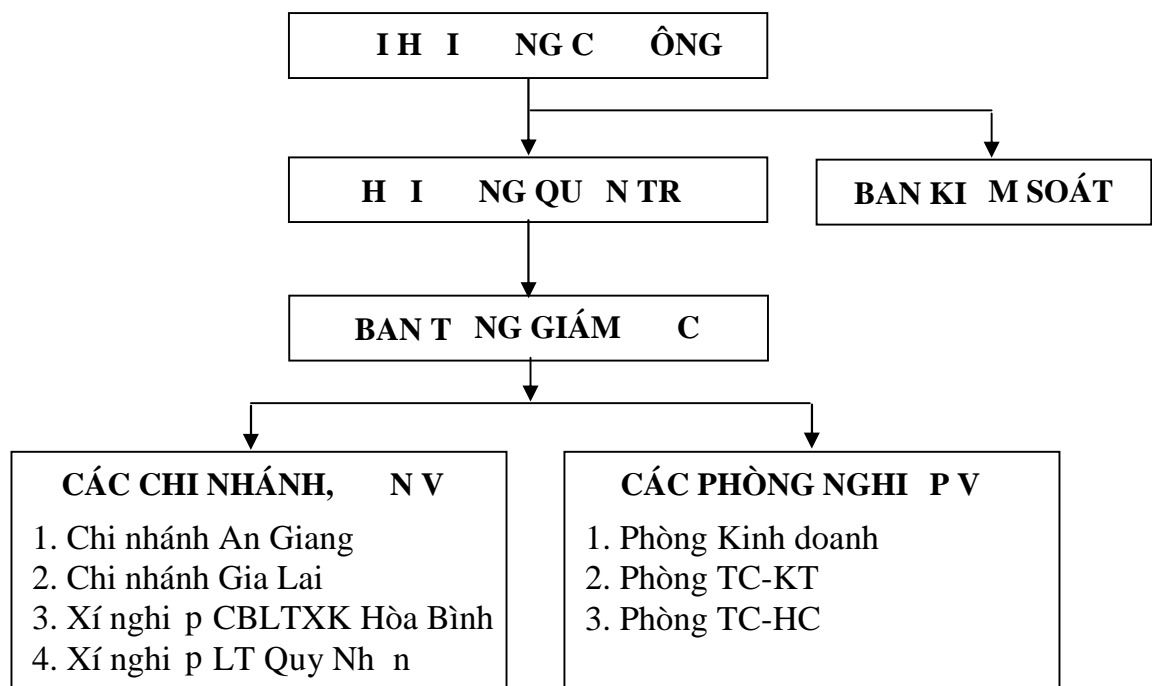 I H I NG C ÔNG
H I NG QU N TR
BAN KI M SOÁT
BAN T NG GIÁM C
CÁC CHI NHÁNH, N V
1. Chi nhánh An Giang
2. Chi nhánh Gia Lai
3. Xí nghi p CBLTXK Hòa Bình
4. Xí nghi p LT Quy Nh n
CÁC PHÒNG NGHI P V
1. Phòng Kinh doanh
2. Phòng TC-KT
3. Phòng TC-HC